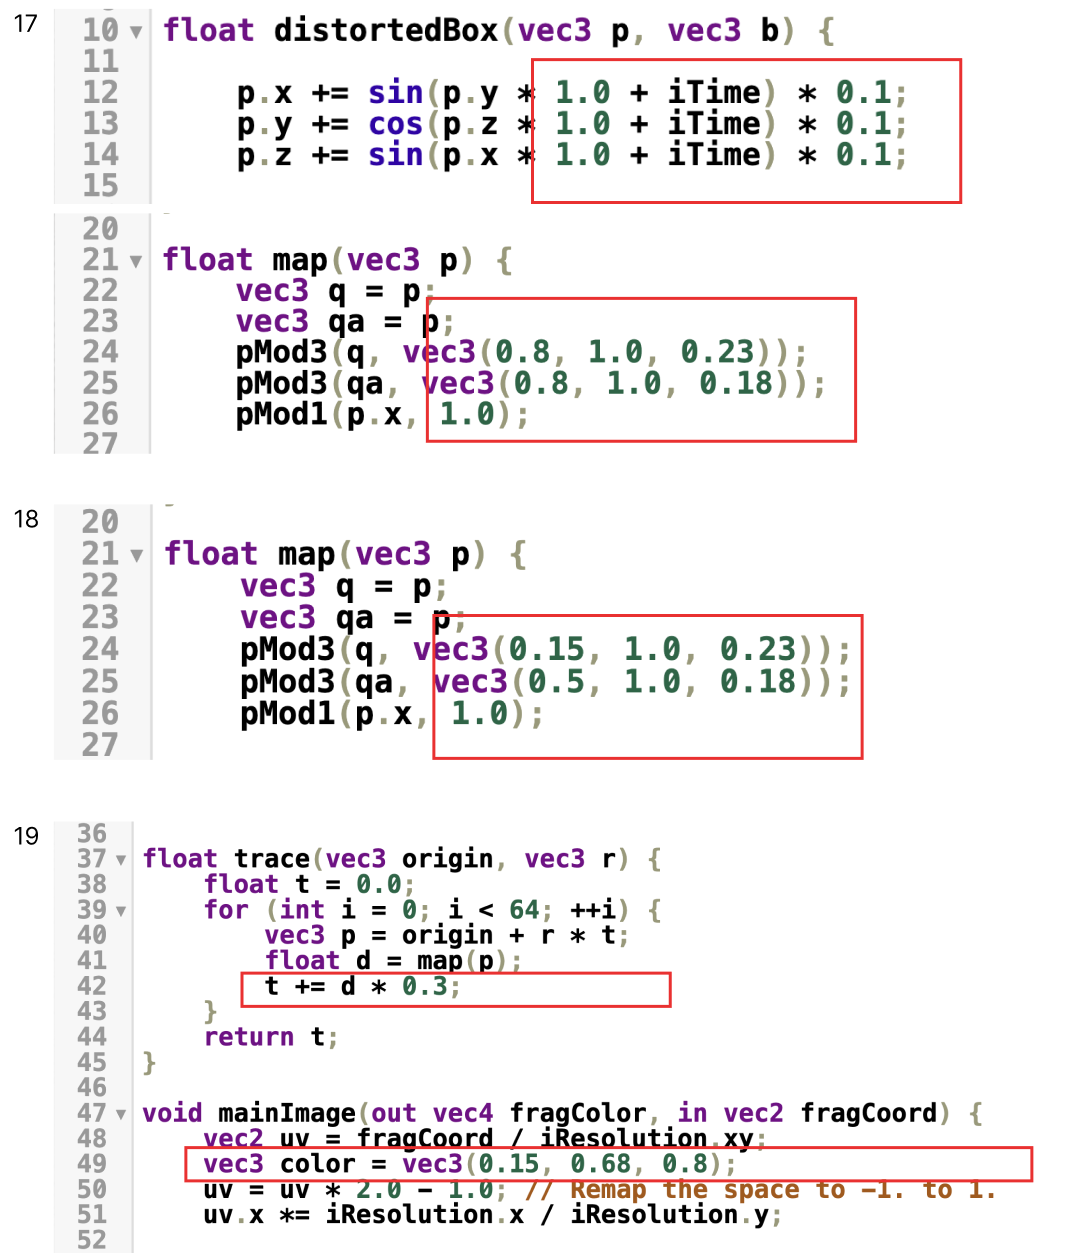 17
10 ▼ float distortedBox(vec3 p, vec3 b) {
11
12 p.x += sin(p.y * 1.0 + iTime) * 0.1;
13 p.y += cos(p.z * 1.0 + iTime) * 0.1;
14 p.z += sin(p.x * 1.0 + iTime) * 0.1;
15
20
21 ▼ float map(vec3 p) {
22 vec3 q = p;
23 vec3 qa = p;
24 pMod3(q, vec3(0.8, 1.0, 0.23));
25 pMod3(qa, vec3(0.8, 1.0, 0.18));
26 pMod1(p.x, 1.0);
27
18
20
21 ▼ float map(vec3 p) {
22 vec3 q = p;
23 vec3 qa = p;
24 pMod3(q, vec3(0.15, 1.0, 0.23));
25 pMod3(qa, vec3(0.5, 1.0, 0.18));
26 pMod1(p.x, 1.0);
27
19
36
37 ▼ float trace(vec3 origin, vec3 r) {
38 float t = 0.0;
39 ▼ for (int i = 0; i < 64; ++i) {
40 vec3 p = origin + r * t;
41 float d = map(p);
42 t += d * 0.3;
43 }
44 return t;
45 }
46
47 ▼ void mainImage(out vec4 fragColor, in vec2 fragCoord) {
48 vec2 uv = fragCoord / iResolution.xy;
49 vec3 color = vec3(0.15, 0.68, 0.8);
50 uv = uv * 2.0 - 1.0; // Remap the space to -1. to 1.
51 uv.x *= iResolution.x / iResolution.y;
52